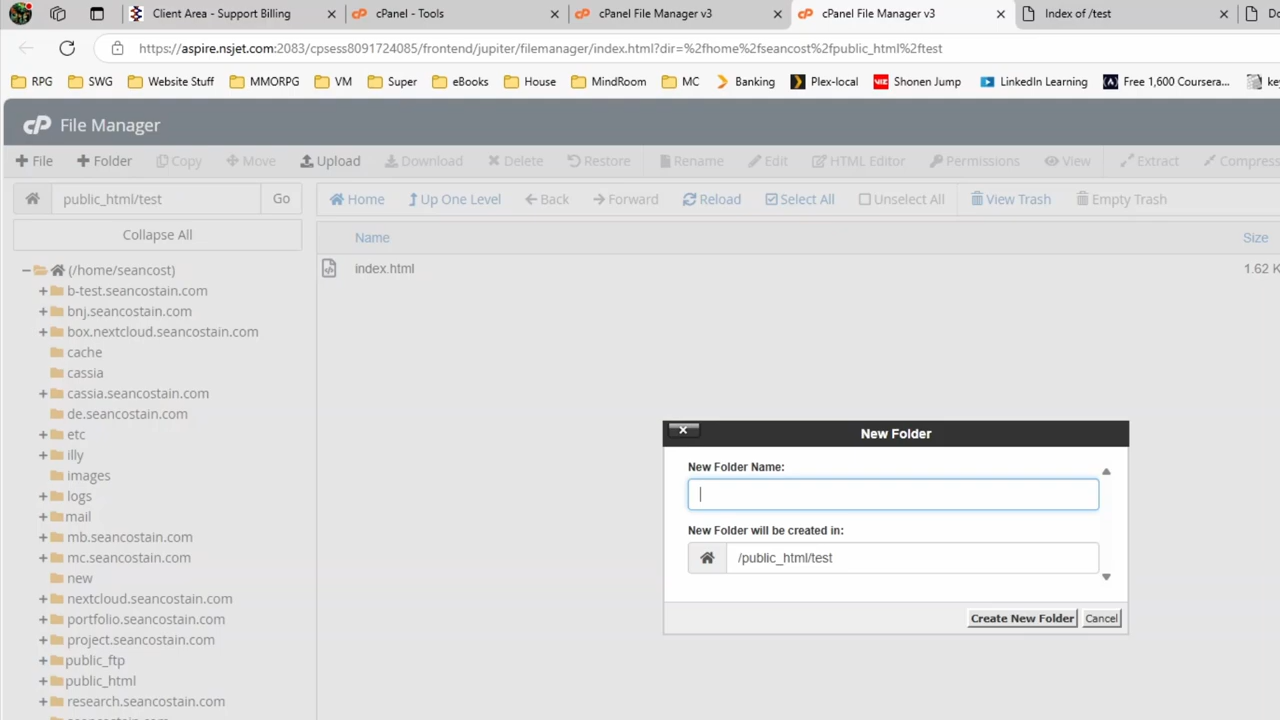 Client Area - Support Billing
cPanel - Tools
cPanel File Manager v3
cPanel File Manager v3
Index of /test
https://aspire.nsjet.com:2083/cpsess8091724085/frontend/jupiter/filemanager/index.html?dir=%2fhome%2fseancost%2fpublic_html%2ftest
RPG SWG Website Stuff MMORPG VM Super eBooks House MindRoom MC Banking Plex-local VIZ Shonen Jump LinkedIn Learning Free 1,600 Coursera...
cP File Manager
+ File + Folder Copy Move Upload Download Delete Restore Rename Edit HTML Editor Permissions View Extract Compress
public_html/test Go Home Up One Level Back Forward Reload Select All Unselect All View Trash Empty Trash
Collapse All
Name Size
(/home/seancost)
index.html 1.62 K
b-test.seancostain.com
bnj.seancostain.com
box.nextcloud.seancostain.com
cache
cassia
cassia.seancostain.com
de.seancostain.com
etc
illy
images
logs
mail
mb.seancostain.com
mc.seancostain.com
new
nextcloud.seancostain.com
portfolio.seancostain.com
project.seancostain.com
public_ftp
public_html
research.seancostain.com
seancostain.com
New Folder
New Folder Name:
New Folder will be created in:
/public_html/test
Create New Folder Cancel